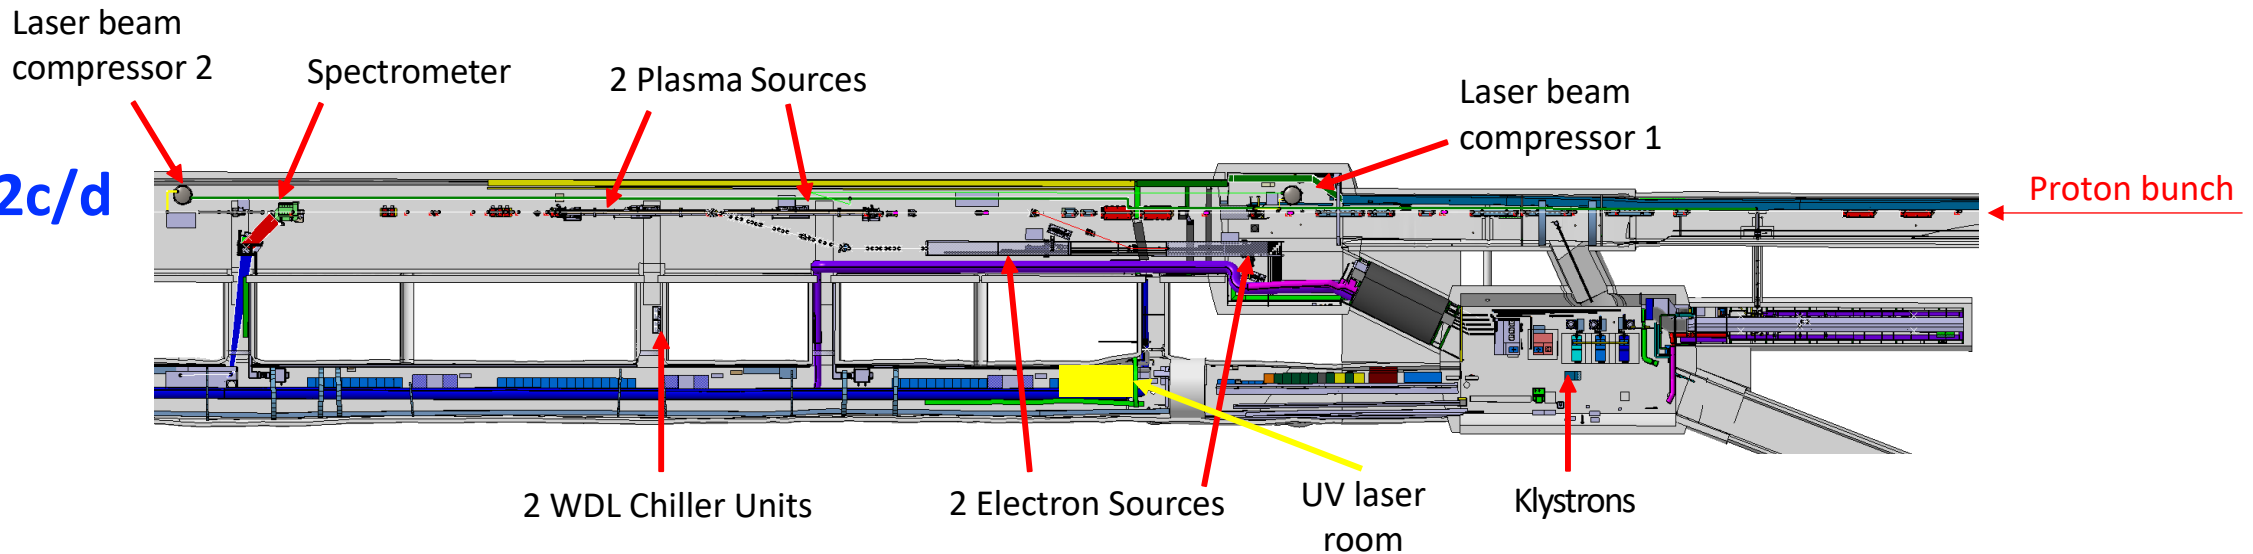 Laser beam
compressor 2
Spectrometer
2 Plasma Sources
Laser beam
compressor 1
2c/d
Proton bunch
2 WDL Chiller Units
2 Electron Sources
UV laser
room
Klystrons